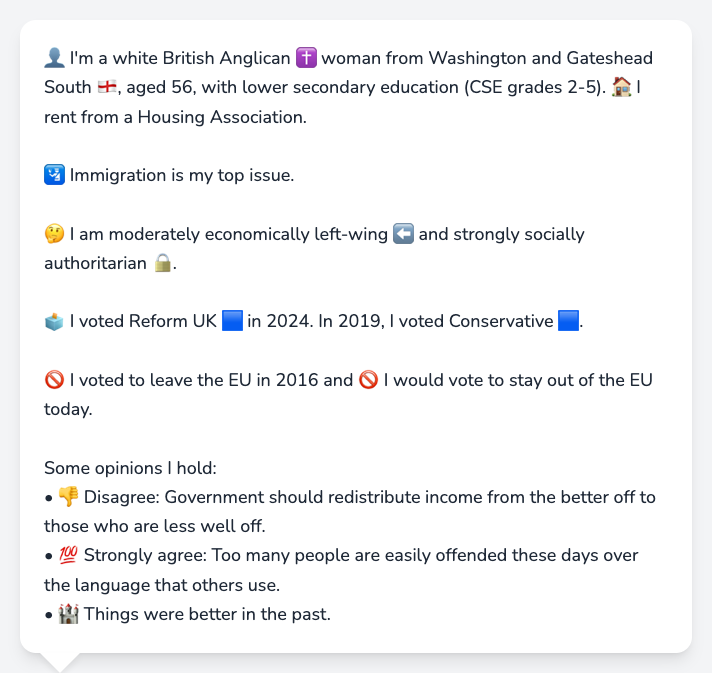 👤 I'm a white British Anglican ✝️ woman from Washington and Gateshead
South 🏴󠁧󠁢󠁥󠁮󠁧󠁿, aged 56, with lower secondary education (CSE grades 2-5). 🏠 I
rent from a Housing Association.
🛂 Immigration is my top issue.
🤔 I am moderately economically left-wing ⬅️ and strongly socially
authoritarian 🔒.
🗳️ I voted Reform UK 🟦 in 2024. In 2019, I voted Conservative 🟦.
🚫 I voted to leave the EU in 2016 and 🚫 I would vote to stay out of the EU
today.
Some opinions I hold:
• 👎 Disagree: Government should redistribute income from the better off to
those who are less well off.
• 💯 Strongly agree: Too many people are easily offended these days over
the language that others use.
• 🏰 Things were better in the past.